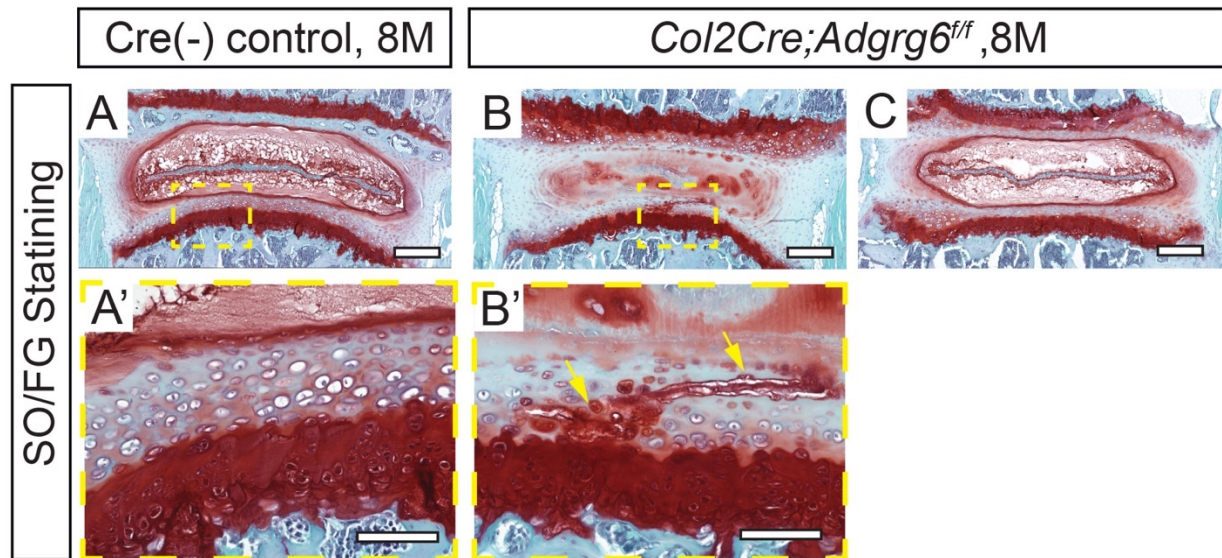 Cre(-) control, 8M
Col2Cre;Adgrg6f/f ,8M
SO/FG Statining
A
B
C
A’
B’